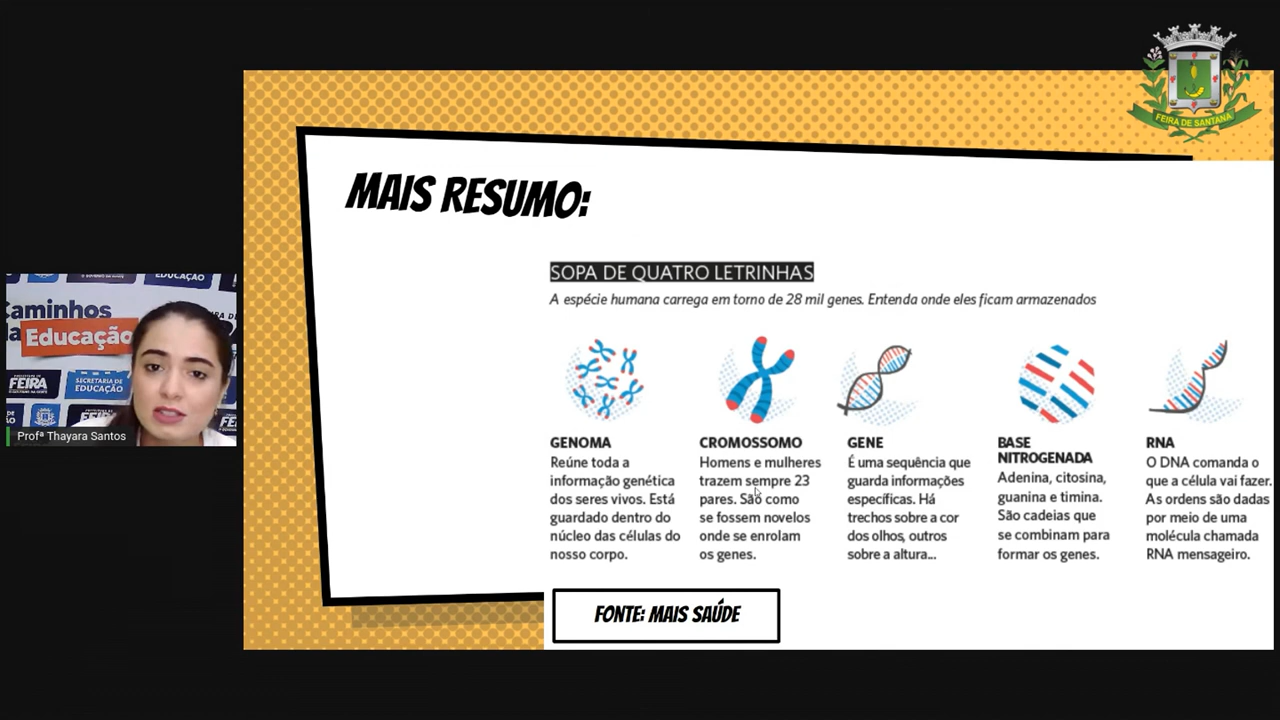 FEIRA DE SANTANA
MAIS RESUMO:
SOPA DE QUATRO LETRINHAS
A espécie humana carrega em torno de 28 mil genes. Entenda onde eles ficam armazenados
GENOMA
Reúne toda a
informação genética
dos seres vivos. Está
guardado dentro do
núcleo das células do
nosso corpo.
CROMOSSOMO
Homens e mulheres
trazem sempre 23
pares. São como
se fossem novelos
onde se enrolam
os genes.
GENE
É uma sequência que
guarda informações
específicas. Há
trechos sobre a cor
dos olhos, outros
sobre a altura...
BASE
NITROGENADA
Adenina, citosina,
guanina e timina.
São cadeias que
se combinam para
formar os genes.
RNA
O DNA comanda o
que a célula vai fazer.
As ordens são dadas
por meio de uma
molécula chamada
RNA mensageiro.
FONTE: MAIS SAÚDE
EDUCAÇÃO
Caminhos
Educação
FEIRA
SECRETARIA DE
EDUCAÇÃO
Profª Thayara Santos